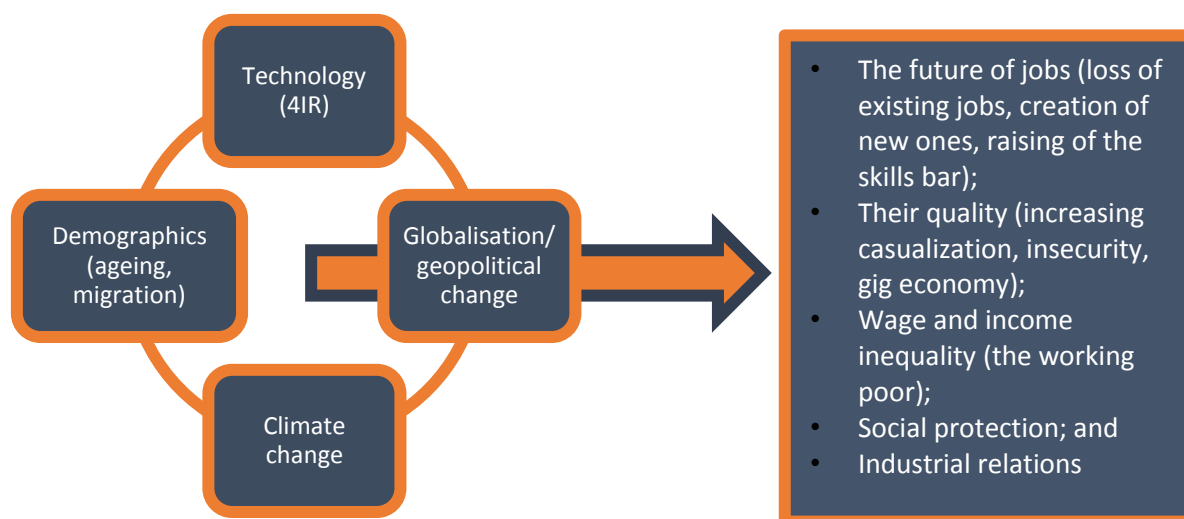 Technology
(4IR)
Demographics
(ageing,
migration)
Globalisation/
geopolitical
change
Climate
change
• The future of jobs (loss of
existing jobs, creation of
new ones, raising of the
skills bar);
• Their quality (increasing
casualization, insecurity,
gig economy);
• Wage and income
inequality (the working
poor);
• Social protection; and
• Industrial relations